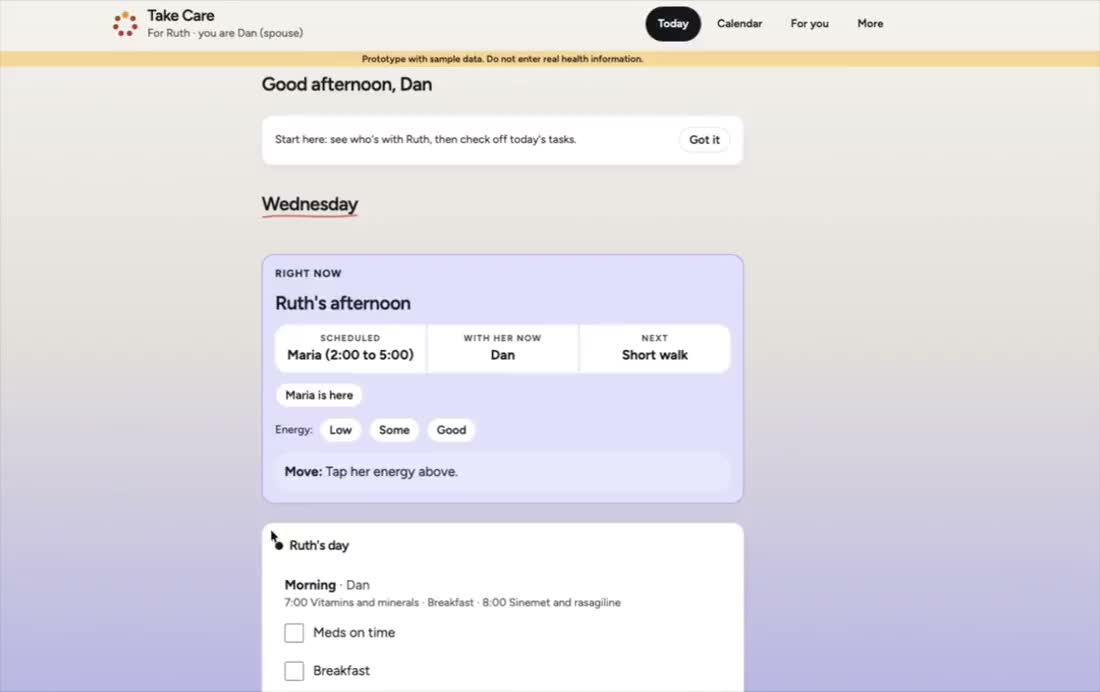 Take Care
For Ruth · you are Dan (spouse)
Today
Calendar
For you
More
Prototype with sample data. Do not enter real health information.
Good afternoon, Dan
Start here: see who's with Ruth, then check off today's tasks.
Got it
Wednesday
RIGHT NOW
Ruth's afternoon
SCHEDULED
Maria (2:00 to 5:00)
WITH HER NOW
Dan
NEXT
Short walk
Maria is here
Energy: Low Some Good
Move: Tap her energy above.
Ruth's day
Morning · Dan
7:00 Vitamins and minerals · Breakfast · 8:00 Sinemet and rasagiline
Meds on time
Breakfast